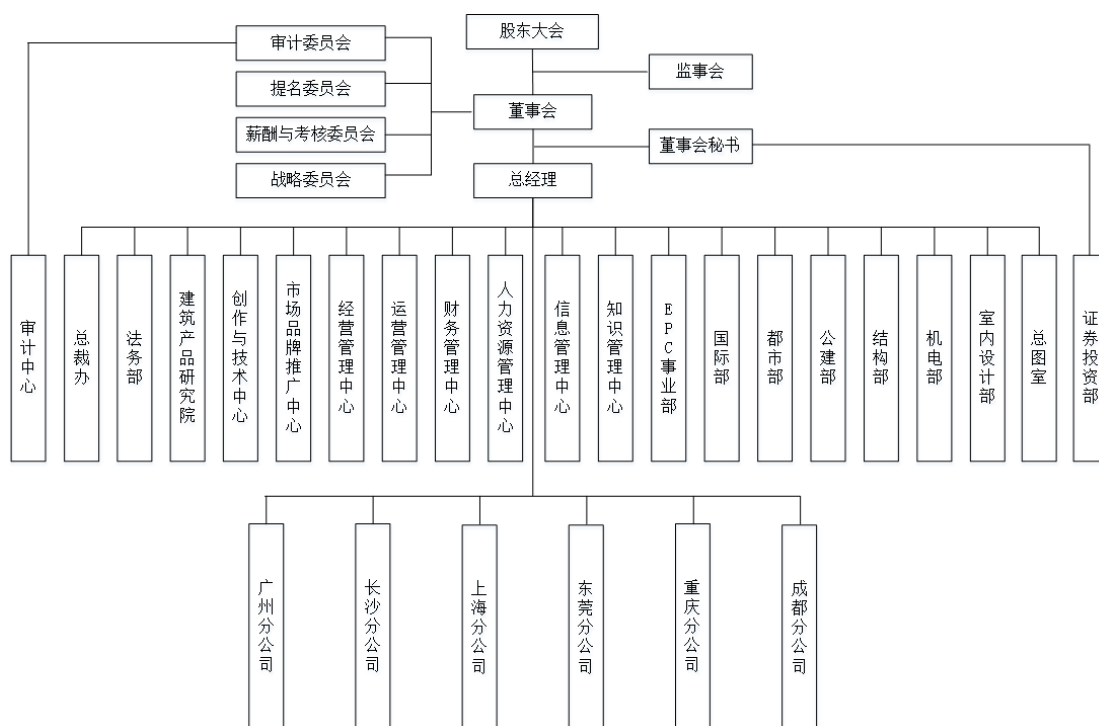 股东大会
审计委员会
监事会
提名委员会
董事会
薪酬与考核委员会
董事会秘书
战略委员会
总经理
审计中心
总裁办
法务部
建筑产品研究院
创作与技术中心
市场品牌推广中心
经营管理中心
运营管理中心
财务管理中心
人力资源管理中心
信息管理中心
知识管理中心
EPC事业部
国际部
都市部
公建部
结构部
机电部
室内设计部
总图室
证券投资部
广州分公司
长沙分公司
上海分公司
东莞分公司
重庆分公司
成都分公司